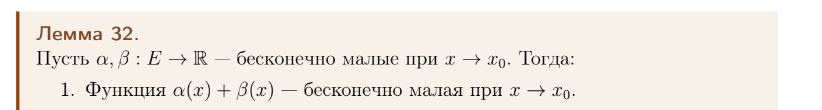 Лемма 32.
Пусть α, β : E → ℝ — бесконечно малые при x → x₀. Тогда:
1. Функция α(x) + β(x) — бесконечно малая при x → x₀.